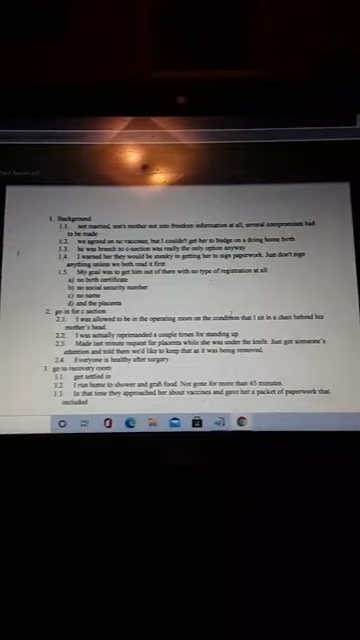 1. Background
1.1. not married, son's mother not into freedom information at all, several compromises had
to be made
1.2. we agreed on no vaccines, but I couldn't get her to budge on a doing home birth
1.3. he was breech so c-section was really the only option anyway
1.4. I warned her they would be sneaky in getting her to sign paperwork. Just don't sign
anything unless we both read it first
1.5. My goal was to get him out of there with no type of registration at all:
a) no birth certificate
b) no social security number
c) no name
d) and the placenta
2. go in for c section
2.1. I was allowed to be in the operating room on the condition that I sit in a chair behind his
mother's head.
2.2. I was actually reprimanded a couple times for standing up
2.3. Made last minute request for placenta while she was under the knife. Just got someone's
attention and told them we'd like to keep that as it was being removed.
2.4. Everyone is healthy after surgery
3. go to recovery room
3.1. get settled in
3.2. I run home to shower and grab food. Not gone for more than 45 minutes.
3.3. In that time they approached her about vaccines and gave her a packet of paperwork that
included